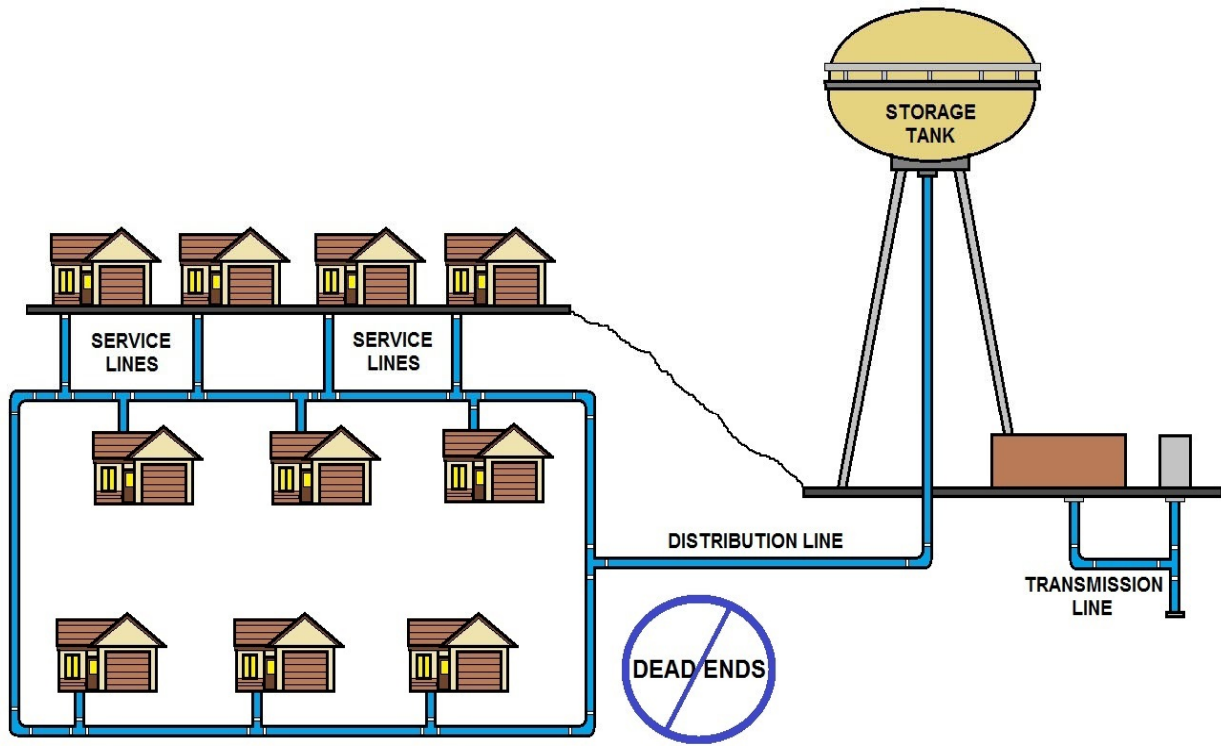 STORAGE
TANK
SERVICE
LINES
SERVICE
LINES
DISTRIBUTION LINE
TRANSMISSION
LINE
DEAD ENDS